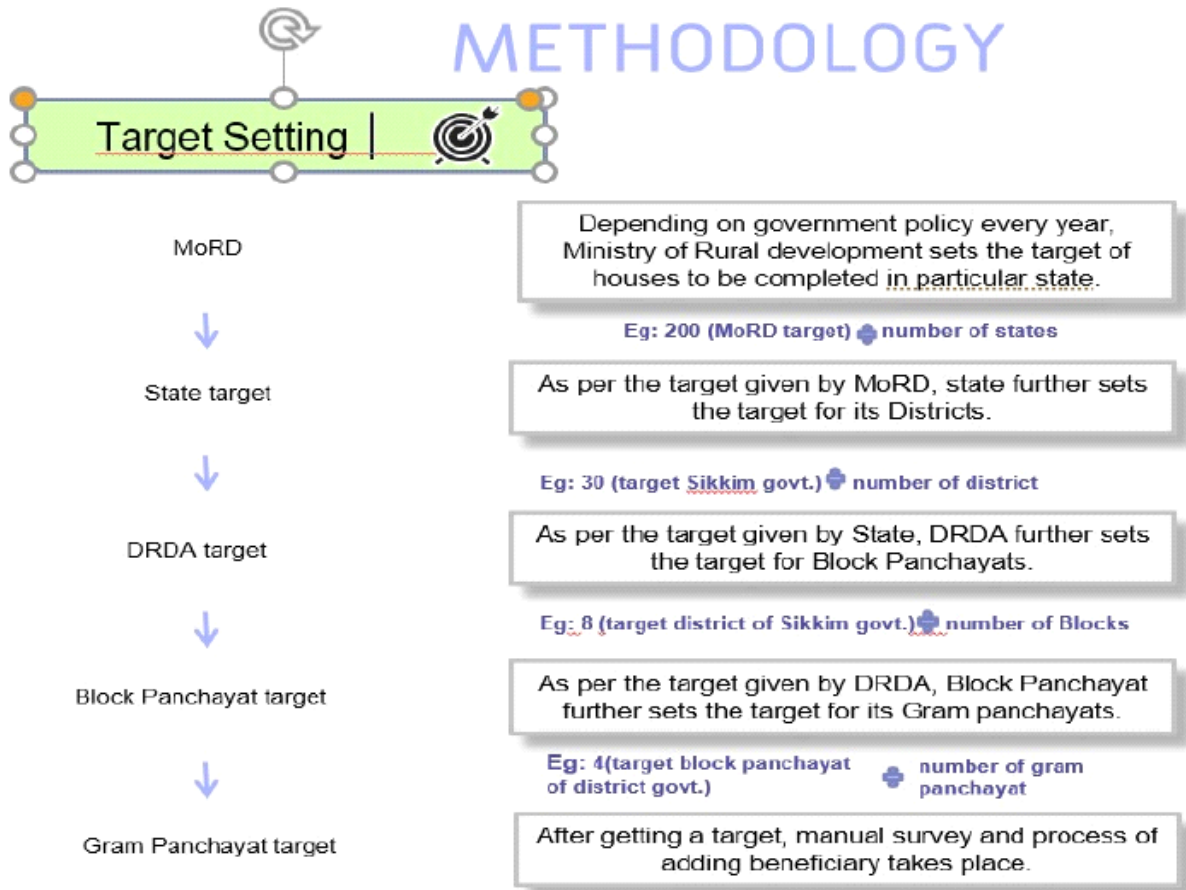 METHODOLOGY
Target Setting
MoRD
Depending on government policy every year,
Ministry of Rural development sets the target of
houses to be completed in particular state.
Eg: 200 (MoRD target) ÷ number of states
State target
As per the target given by MoRD, state further sets
the target for its Districts.
Eg: 30 (target Sikkim govt.) ÷ number of district
DRDA target
As per the target given by State, DRDA further sets
the target for Block Panchayats.
Eg: 8 (target district of Sikkim govt.) ÷ number of Blocks
Block Panchayat target
As per the target given by DRDA, Block Panchayat
further sets the target for its Gram panchayats.
Eg: 4(target block panchayat
of district govt.)
÷
number of gram
panchayat
Gram Panchayat target
After getting a target, manual survey and process of
adding beneficiary takes place.